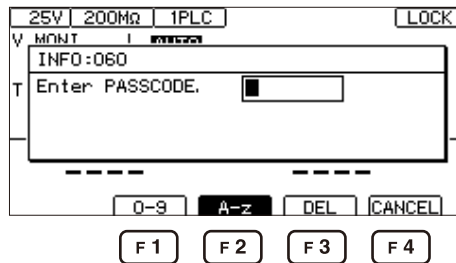 25V 200MΩ 1PLC LOCK
V MONI AUTO
INFO:060
T Enter PASSCODE.
0-9 A-z DEL CANCEL
F1 F2 F3 F4